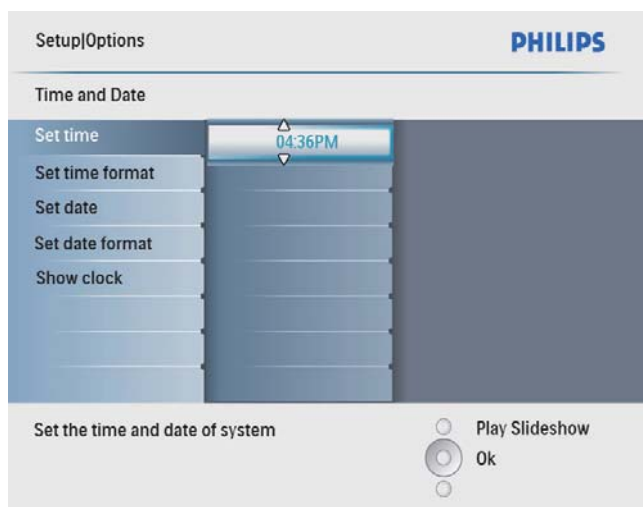 Setup|Options
PHILIPS
Time and Date
Set time
04:36PM
Set time format
Set date
Set date format
Show clock
Set the time and date of system
Play Slideshow
Ok